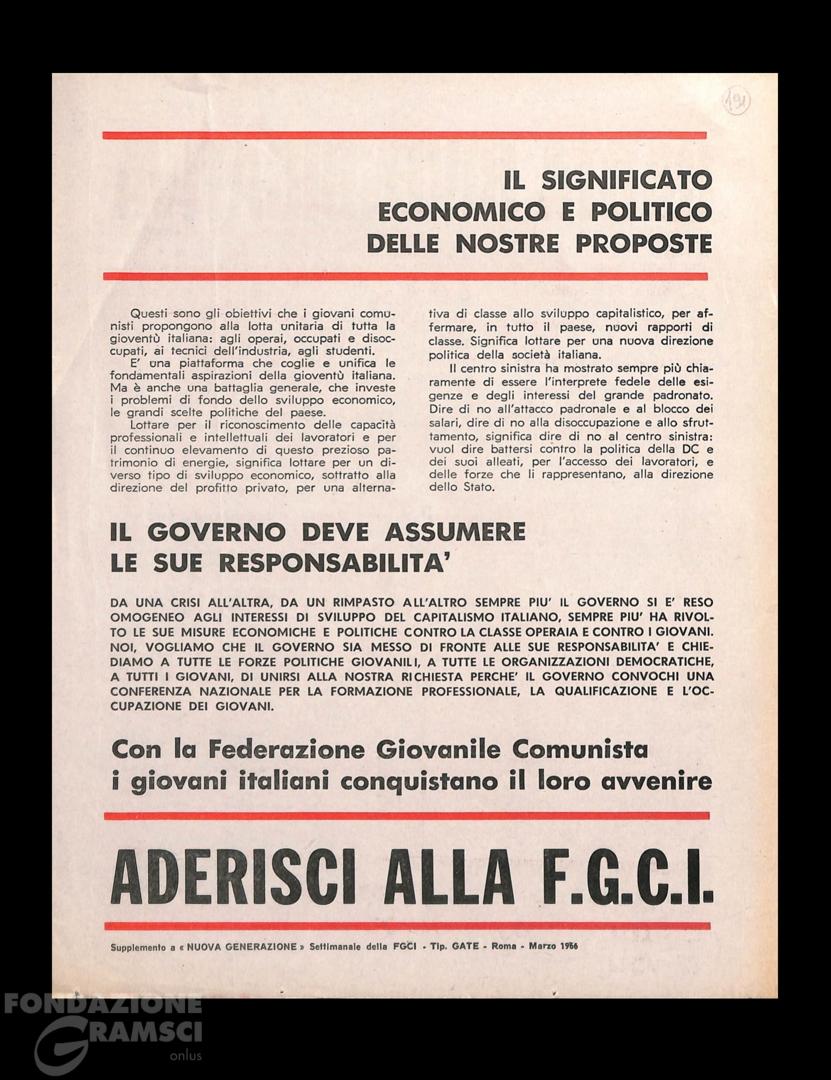 191
IL SIGNIFICATO
ECONOMICO E POLITICO
DELLE NOSTRE PROPOSTE
Questi sono gli obiettivi che i giovani comu-
nisti propongono alla lotta unitaria di tutta la
gioventù italiana: agli operai, occupati e disoc-
cupati, ai tecnici dell'industria, agli studenti.
E' una piattaforma che coglie e unifica le
fondamentali aspirazioni della gioventù italiana.
Ma è anche una battaglia generale, che investe
i problemi di fondo dello sviluppo economico,
le grandi scelte politiche del paese.
Lottare per il riconoscimento delle capacità
professionali e intellettuali dei lavoratori e per
il continuo elevamento di questo prezioso pa-
trimonio di energie, significa lottare per un di-
verso tipo di sviluppo economico, sottratto alla
direzione del profitto privato, per una alterna-
tiva di classe allo sviluppo capitalistico, per af-
fermare, in tutto il paese, nuovi rapporti di
classe. Significa lottare per una nuova direzione
politica della società italiana.
Il centro sinistra ha mostrato sempre più chia-
ramente di essere l'interprete fedele delle esi-
genze e degli interessi del grande padronato.
Dire di no all'attacco padronale e al blocco dei
salari, dire di no alla disoccupazione e allo sfrut-
tamento, significa dire di no al centro sinistra:
vuol dire battersi contro la politica della DC e
dei suoi alleati, per l'accesso dei lavoratori, e
delle forze che li rappresentano, alla direzione
dello Stato.
IL GOVERNO DEVE ASSUMERE
LE SUE RESPONSABILITA'
DA UNA CRISI ALL'ALTRA, DA UN RIMPASTO ALL'ALTRO SEMPRE PIU' IL GOVERNO SI E' RESO
OMOGENEO AGLI INTERESSI DI SVILUPPO DEL CAPITALISMO ITALIANO, SEMPRE PIU' HA RIVOL-
TO LE SUE MISURE ECONOMICHE E POLITICHE CONTRO LA CLASSE OPERAIA E CONTRO I GIOVANI.
NOI, VOGLIAMO CHE IL GOVERNO SIA MESSO DI FRONTE ALLE SUE RESPONSABILITA' E CHIE-
DIAMO A TUTTE LE FORZE POLITICHE GIOVANILI, A TUTTE LE ORGANIZZAZIONI DEMOCRATICHE,
A TUTTI I GIOVANI, DI UNIRSI ALLA NOSTRA RICHIESTA PERCHE' IL GOVERNO CONVOCHI UNA
CONFERENZA NAZIONALE PER LA FORMAZIONE PROFESSIONALE, LA QUALIFICAZIONE E L'OC-
CUPAZIONE DEI GIOVANI.
Con la Federazione Giovanile Comunista
i giovani italiani conquistano il loro avvenire
ADERISCI ALLA F.G.C.I.
Supplemento a « NUOVA GENERAZIONE » Settimanale della FGCI - Tip. GATE - Roma - Marzo 1966
FONDAZIONE
GRAMSCI
onlus